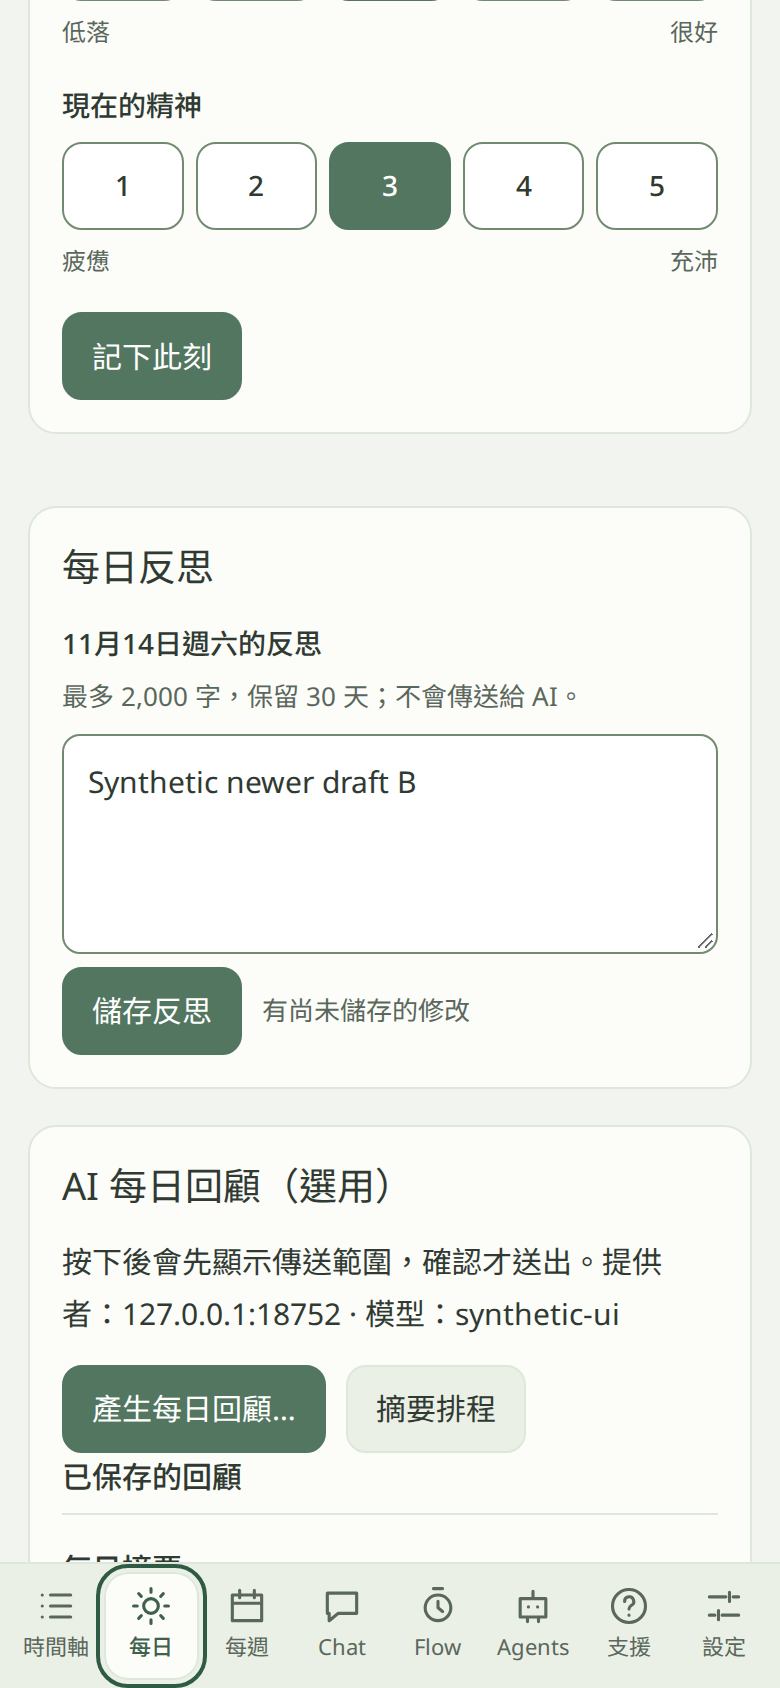 低落 很好
現在的精神
1 2 3 4 5
疲憊 充沛
記下此刻
每日反思
11月14日週六的反思
最多 2,000 字，保留 30 天；不會傳送給 AI。
Synthetic newer draft B
儲存反思 有尚未儲存的修改
AI 每日回顧（選用）
按下後會先顯示傳送範圍，確認才送出。提供
者：127.0.0.1:18752 · 模型：synthetic-ui
產生每日回顧… 摘要排程
已保存的回顧
每日摘要
時間軸 每日 每週 Chat Flow Agents 支援 設定